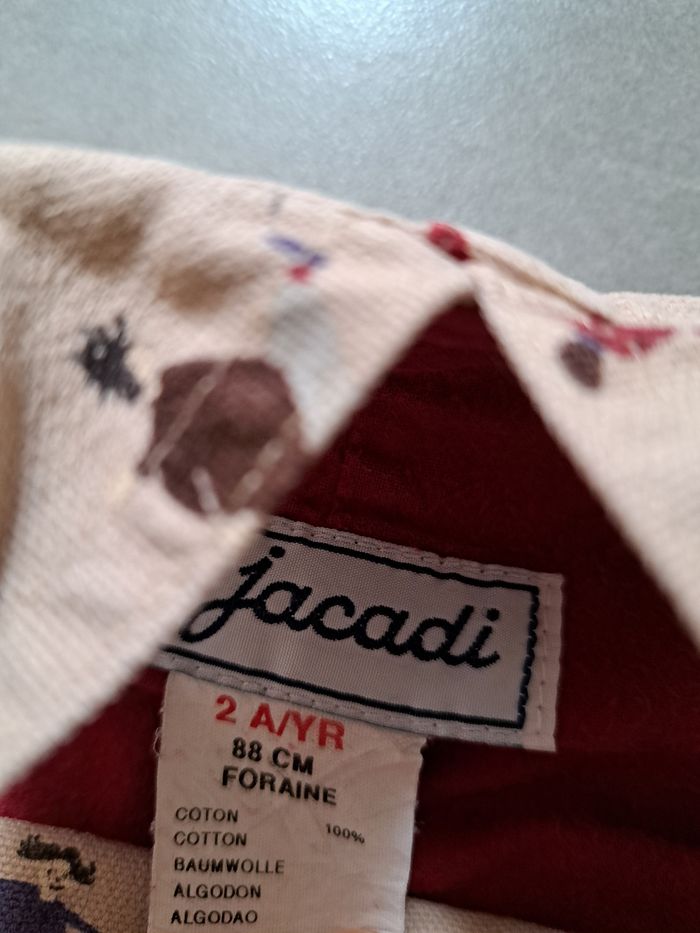 jacadi
2 A/YR
88 CM
FORAINE
COTON
COTTON 100%
BAUMWOLLE
ALGODON
ALGODAO